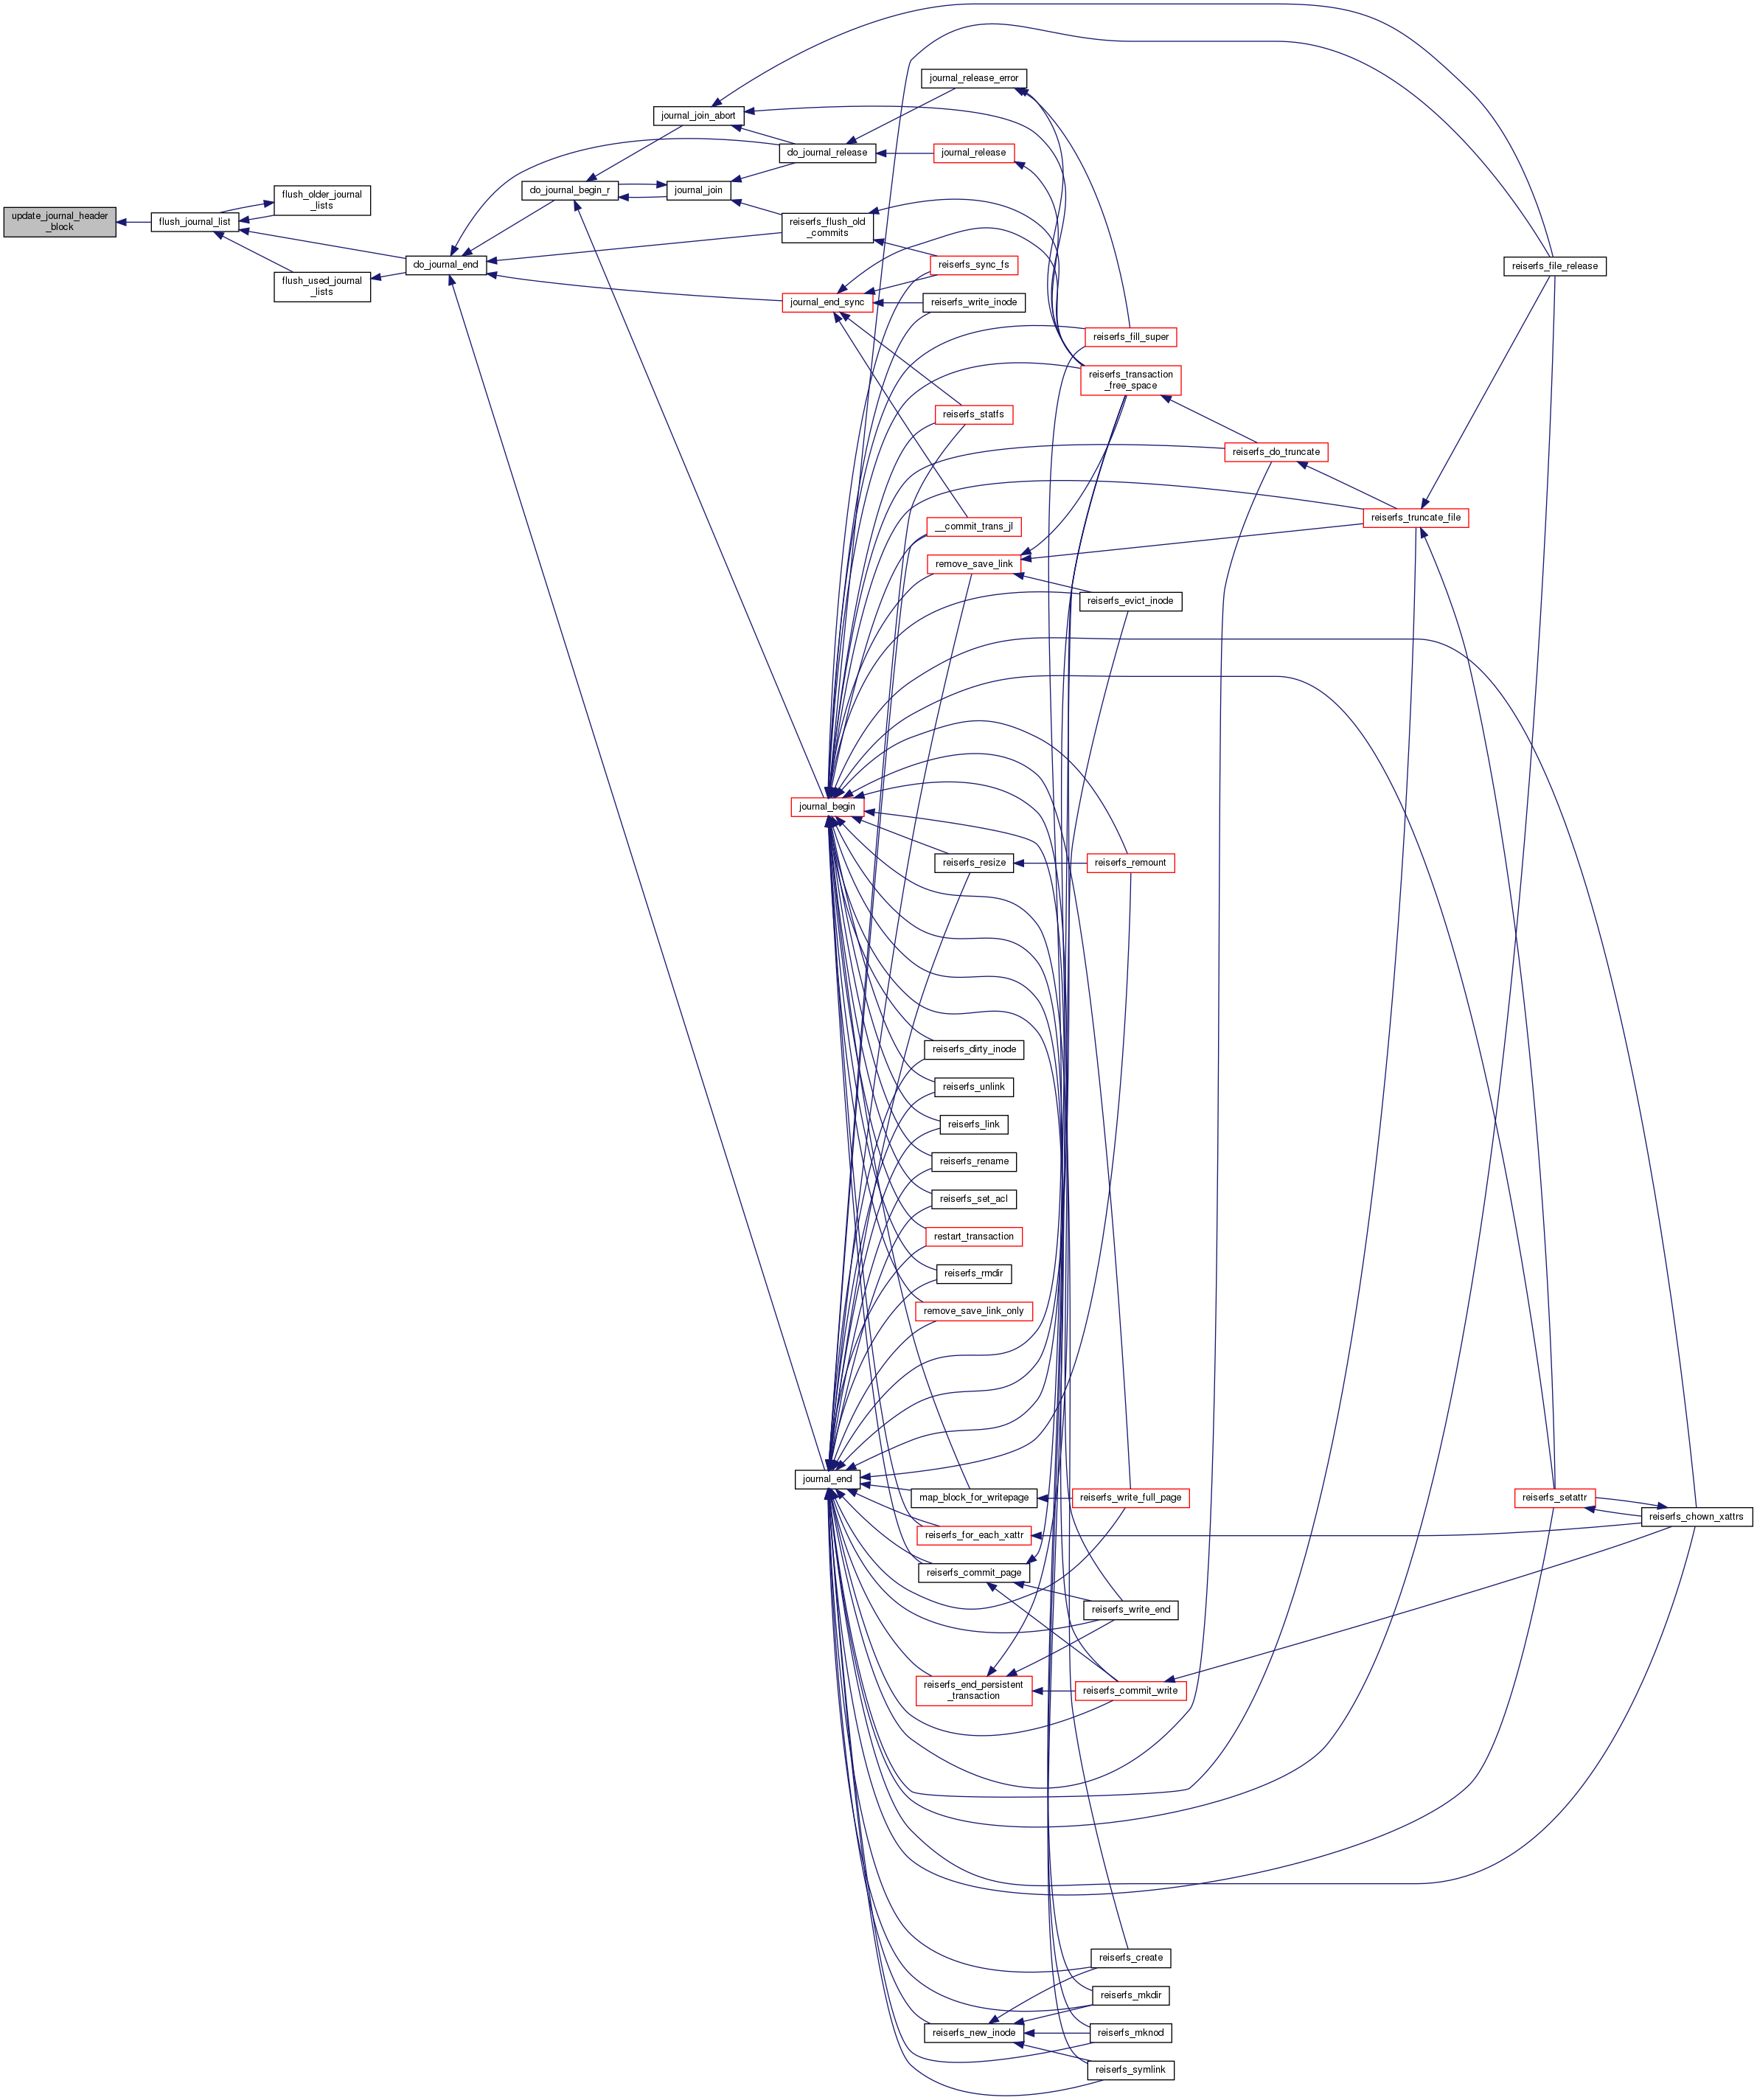 update_journal_header
_block
flush_journal_list
flush_older_journal
_lists
flush_used_journal
_lists
do_journal_end
do_journal_begin_r
journal_join_abort
journal_join
do_journal_release
reiserfs_flush_old
_commits
journal_end_sync
journal_begin
journal_end
journal_release_error
journal_release
reiserfs_sync_fs
reiserfs_write_inode
reiserfs_statfs
__commit_trans_jl
remove_save_link
reiserfs_resize
reiserfs_dirty_inode
reiserfs_unlink
reiserfs_link
reiserfs_rename
reiserfs_set_acl
restart_transaction
reiserfs_rmdir
remove_save_link_only
map_block_for_writepage
reiserfs_for_each_xattr
reiserfs_commit_page
reiserfs_end_persistent
_transaction
reiserfs_new_inode
reiserfs_fill_super
reiserfs_transaction
_free_space
reiserfs_evict_inode
reiserfs_remount
reiserfs_write_full_page
reiserfs_write_end
reiserfs_commit_write
reiserfs_create
reiserfs_mkdir
reiserfs_mknod
reiserfs_symlink
reiserfs_do_truncate
reiserfs_truncate_file
reiserfs_file_release
reiserfs_setattr
reiserfs_chown_xattrs